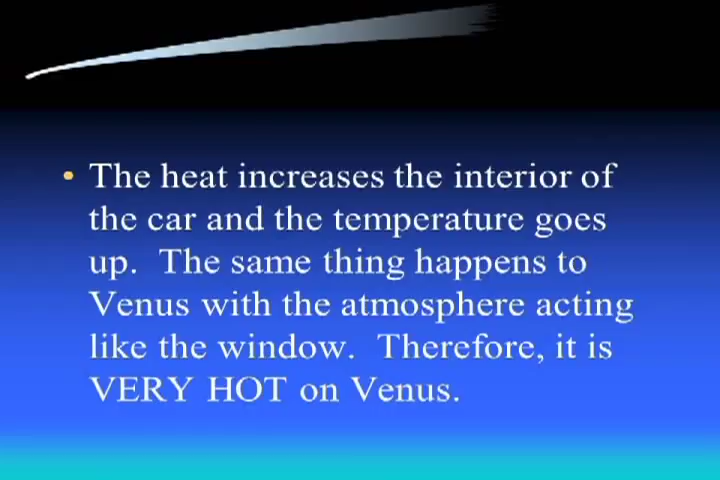 • The heat increases the interior of
the car and the temperature goes
up.  The same thing happens to
Venus with the atmosphere acting
like the window.  Therefore, it is
VERY HOT on Venus.